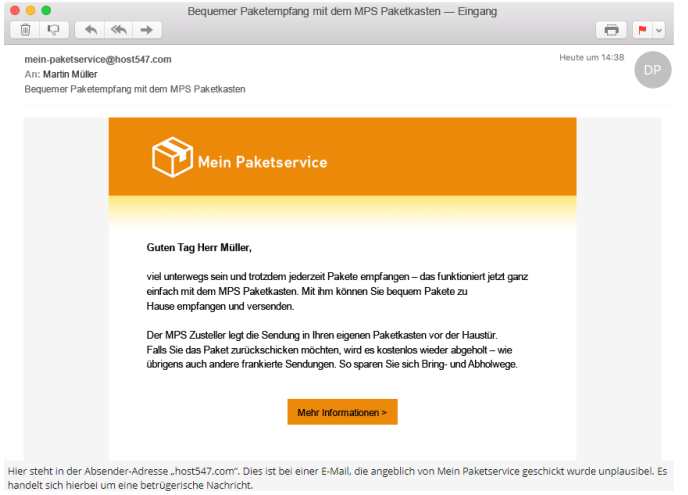 Bequemer Paketempfang mit dem MPS Paketkasten — Eingang
mein-paketservice@host547.com
Heute um 14:38
DP
An: Martin Müller
Bequemer Paketempfang mit dem MPS Paketkasten
Mein Paketservice
Guten Tag Herr Müller,
viel unterwegs sein und trotzdem jederzeit Pakete empfangen – das funktioniert jetzt ganz
einfach mit dem MPS Paketkasten. Mit ihm können Sie bequem Pakete zu
Hause empfangen und versenden.
Der MPS Zusteller legt die Sendung in Ihren eigenen Paketkasten vor der Haustür.
Falls Sie das Paket zurückschicken möchten, wird es kostenlos wieder abgeholt – wie
übrigens auch andere frankierte Sendungen. So sparen Sie sich Bring- und Abholwege.
Mehr Informationen >
Hier steht in der Absender-Adresse „host547.com“. Dies ist bei einer E-Mail, die angeblich von Mein Paketservice geschickt wurde unplausibel. Es
handelt sich hierbei um eine betrügerische Nachricht.